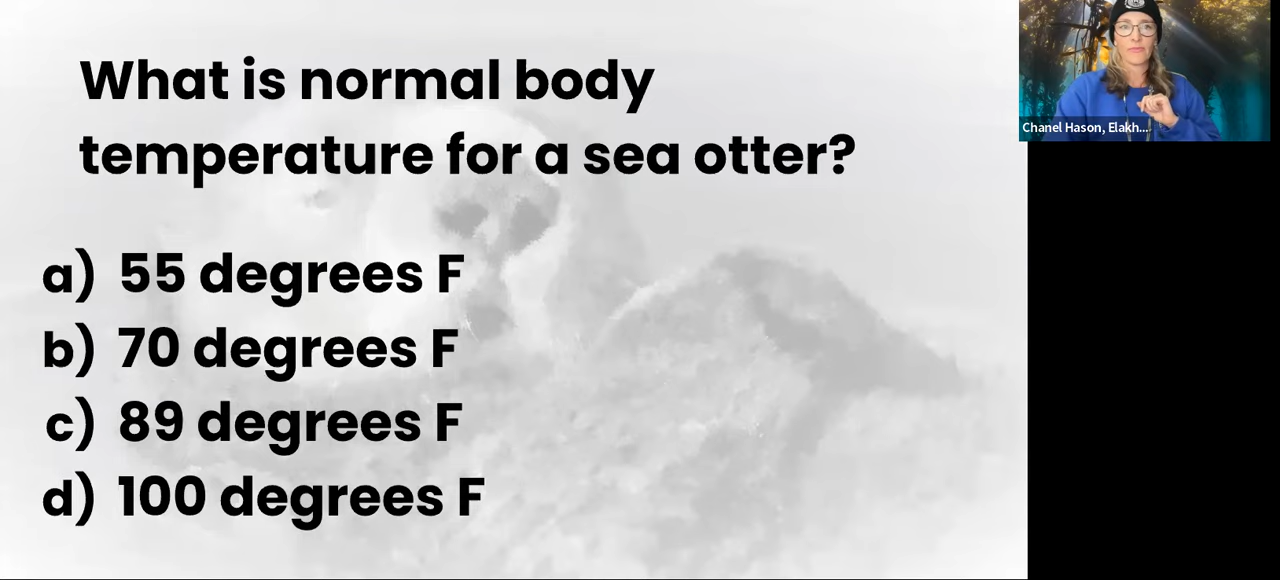 What is normal body
temperature for a sea otter?
a) 55 degrees F
b) 70 degrees F
c) 89 degrees F
d) 100 degrees F
Chanel Hason, Elakh...